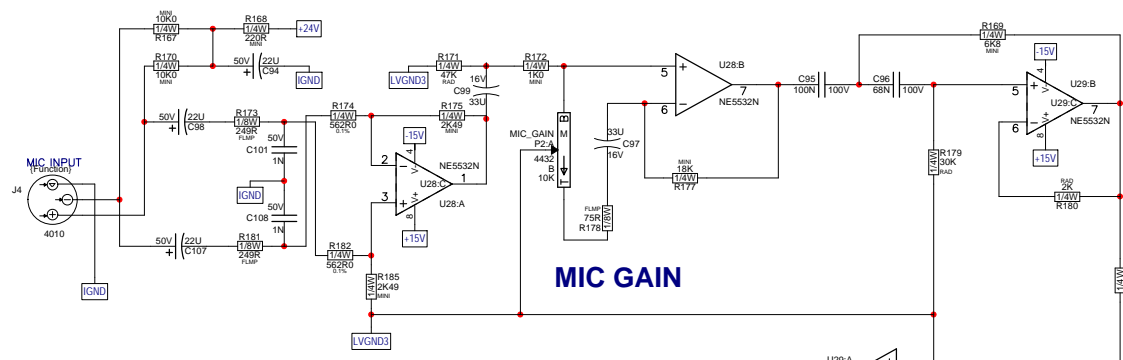 MINI
10K0
1/4W
R167
R168
1/4W
220R
MINI
+24V
R170
1/4W
10K0
MINI
50V
22U
+
C94
IGND
50V
22U
+
C98
R173
1/8W
249R
FLMP
50V
C101
1N
IGND
50V
C108
1N
MIC INPUT
{Function}
J4
4010
IGND
50V
22U
+
C107
R181
1/8W
249R
FLMP
R174
1/4W
562R0
0.1%
R182
1/4W
562R0
0.1%
R185
1/4W
2K49
MINI
LVGND3
LVGND3
R171
1/4W
47K
RAD
16V
C99
33U
R175
1/4W
2K49
MINI
-15V
4
V-
NE5532N
2
-
U28:C
1
3
+
V+
8
U28:A
+15V
R172
1/4W
1K0
MINI
MIC_GAIN
P2:A
4432
B
10K
B
M
T
33U
C97
16V
FLMP
75R
R178
1/8W
5
+
6
-
U28:B
7
NE5532N
MINI
18K
1/4W
R177
MIC GAIN
C95
100N
100V
C96
68N
100V
R169
1/4W
6K8
MINI
-15V
4
V-
U29:B
5
+
U29:C
7
6
-
V+
NE5532N
8
+15V
R179
30K
1/4W
RAD
RAD
2K
1/4W
R180
1/4W